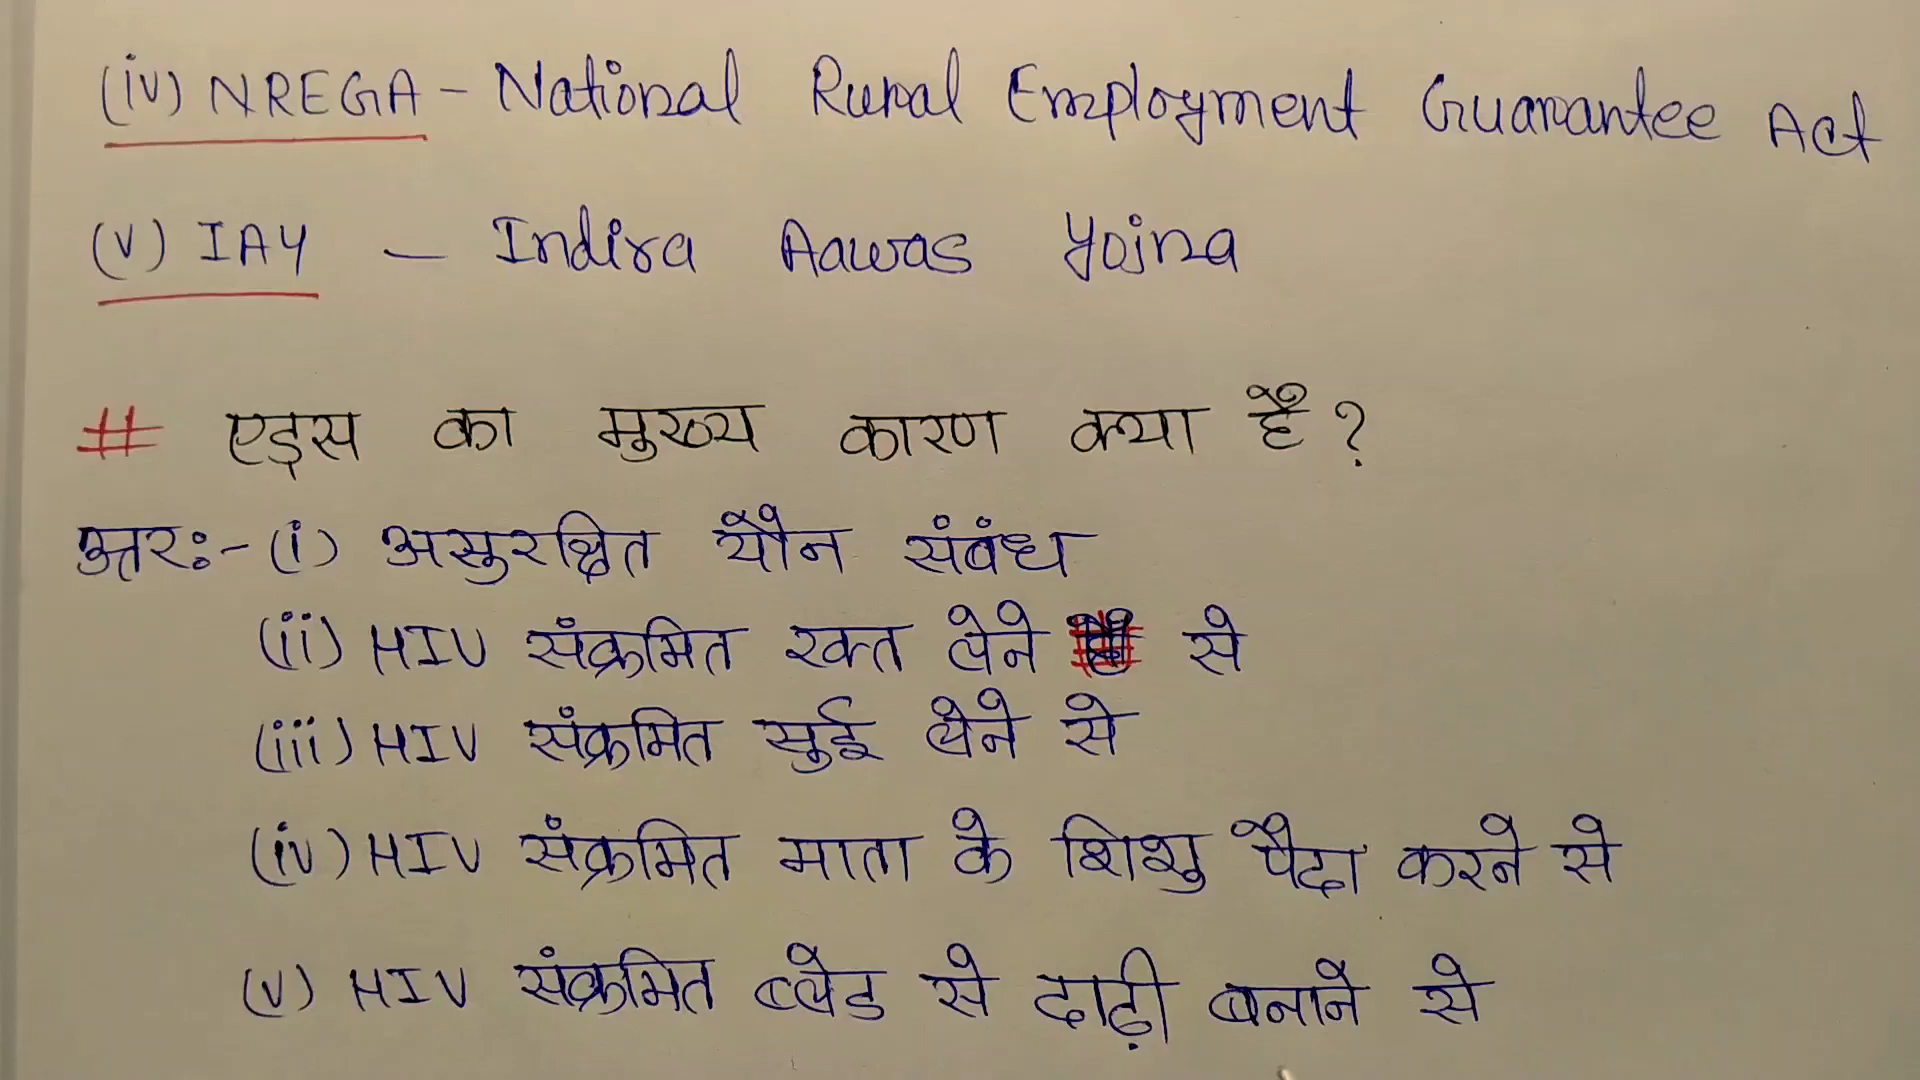 (iv) NREGA - National Rural Employment Guarantee Act
(v) IAY - Indira Aawas Yojna
# एड्स का मुख्य कारण क्या है ?
उत्तर:- (i) असुरक्षित यौन संबंध
(ii) HIV संक्रमित रक्त लेने से
(iii) HIV संक्रमित सुई लेने से
(iv) HIV संक्रमित माता के शिशु पैदा करने से
(v) HIV संक्रमित ब्लेड से दाढ़ी बनाने से